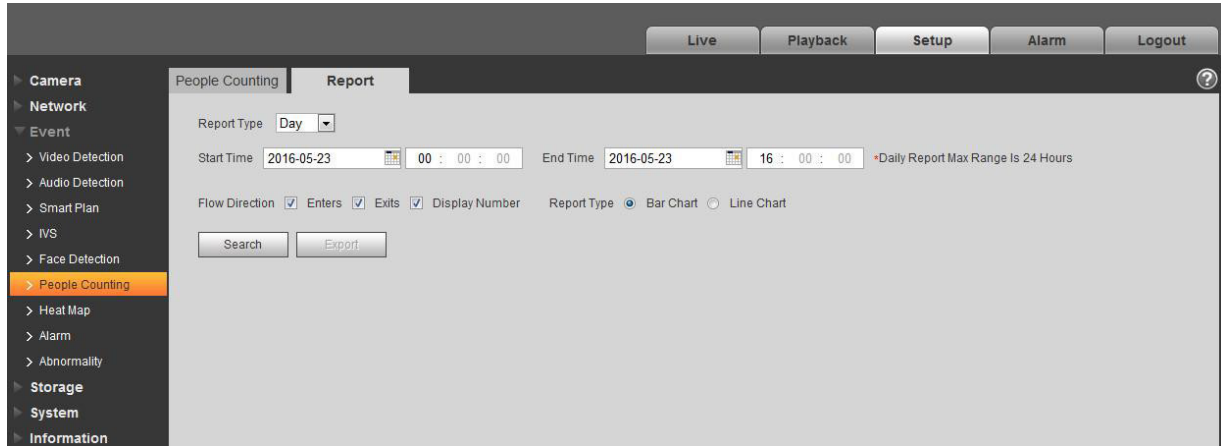 Live Playback Setup Alarm Logout
People Counting Report
Camera
Network
Event
Video Detection
Audio Detection
Smart Plan
IVS
Face Detection
People Counting
Heat Map
Alarm
Abnormality
Storage
System
Information
Report Type Day
Start Time 2016-05-23 00 : 00 : 00 End Time 2016-05-23 16 : 00 : 00 *Daily Report Max Range Is 24 Hours
Flow Direction Enters Exits Display Number Report Type Bar Chart Line Chart
Search Export